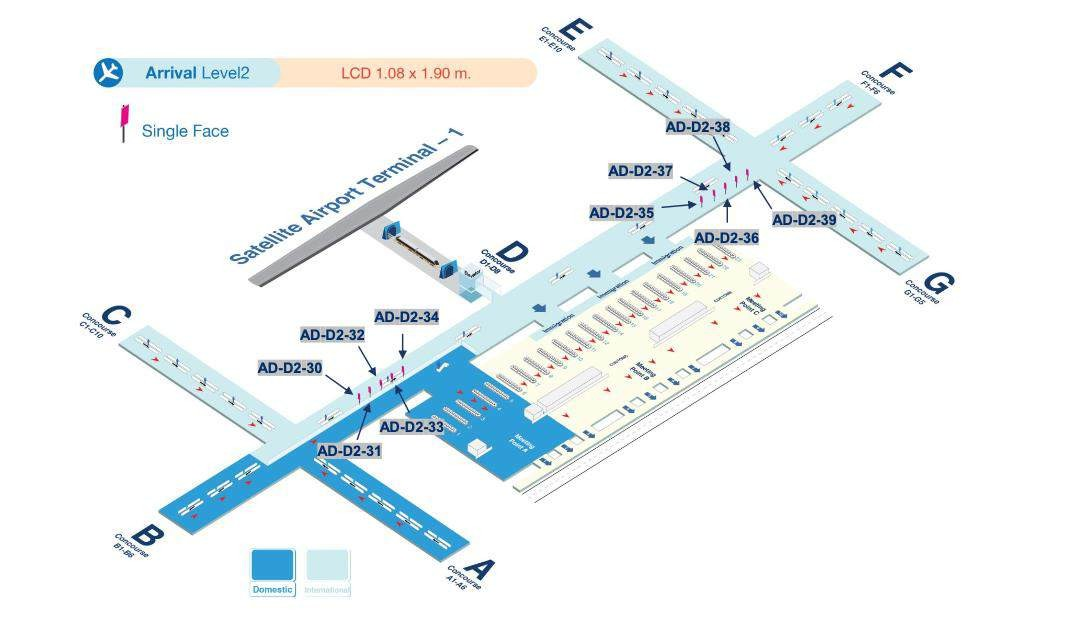 Arrival Level2
LCD 1.08 x 1.90 m.
Single Face
Satellite Airport Terminal – 1
E
Concourse
E1-E10
F
Concourse
F1-F6
AD-D2-38
AD-D2-37
AD-D2-35
AD-D2-36
AD-D2-39
G
Concourse
G1-G5
D
Concourse
D1-D8
Immigration
Immigration
Immigration
Meeting
Point C
Meeting
Point B
Meeting
Point A
C
Concourse
C1-C10
AD-D2-34
AD-D2-32
AD-D2-30
AD-D2-33
AD-D2-31
B
Concourse
B1-B6
A
Concourse
A1-A6
Domestic
International